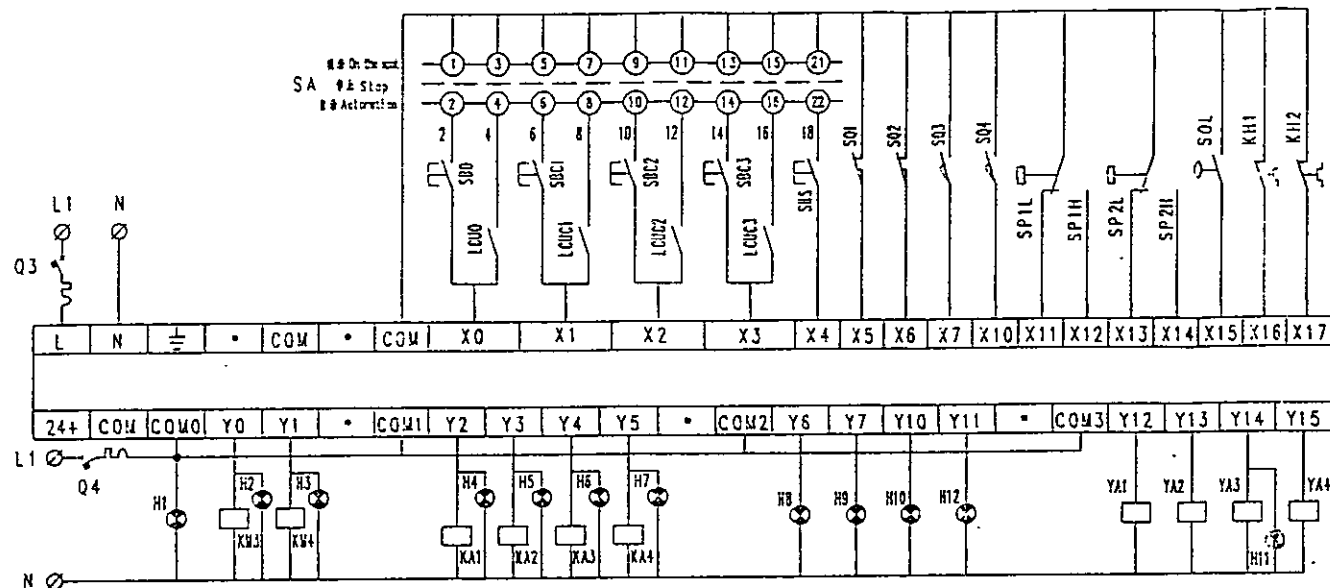 1 3 5 7 9 11 13 15 21
SA Stop
2 4 6 8 10 12 14 16 22
2 4 6 8 10 12 14 16 18
SQ1 SQ2 SQ3 SQ4 SQL KH1 KH2
SBC1 SBC2 SBC3
L1 N
LCUC1 LCUC2 LCUC3
SP1L SP1H SP2L SP2H
Q3
L N • COM • COM X0 X1 X2 X3 X4 X5 X6 X7 X10 X11 X12 X13 X14 X15 X16 X17
24+ COM COM0 Y0 Y1 • COM1 Y2 Y3 Y4 Y5 • COM2 Y6 Y7 Y10 Y11 • COM3 Y12 Y13 Y14 Y15
L1
Q4
H1 H2 H3 H4 H5 H6 H7 H8 H9 H10 H12 YA1 YA2 YA3 YA4
KM3 KM4 KA1 KA2 KA3 KA4 H11
N